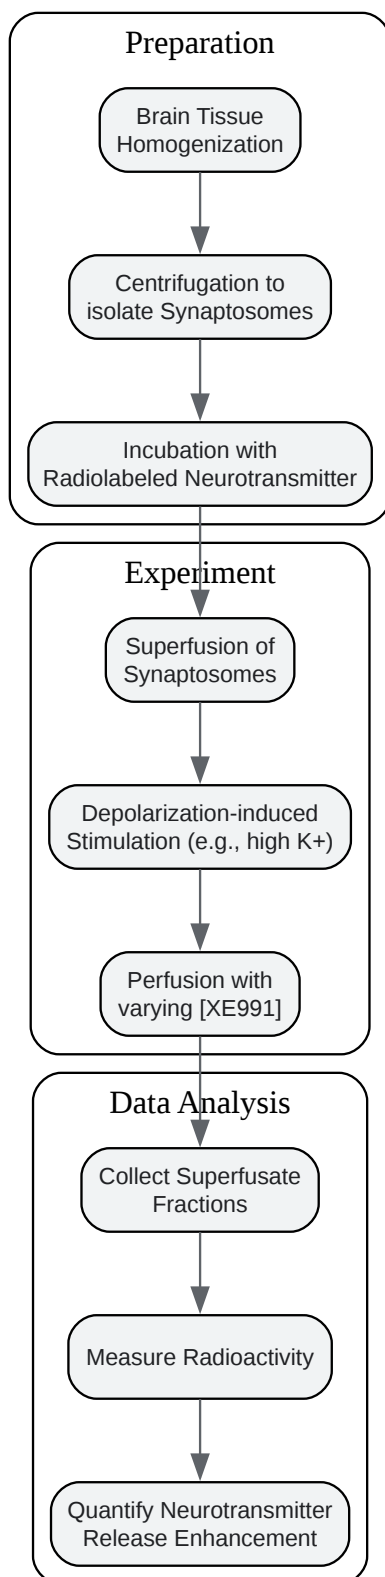 Preparation
Brain Tissue
Homogenization
Centrifugation to
isolate Synaptosomes
Incubation with
Radiolabeled Neurotransmitter
Experiment
Superfusion of
Synaptosomes
Depolarization-induced
Stimulation (e.g., high K+)
Perfusion with
varying [XE991]
Data Analysis
Collect Superfusate
Fractions
Measure Radioactivity
Quantify Neurotransmitter
Release Enhancement